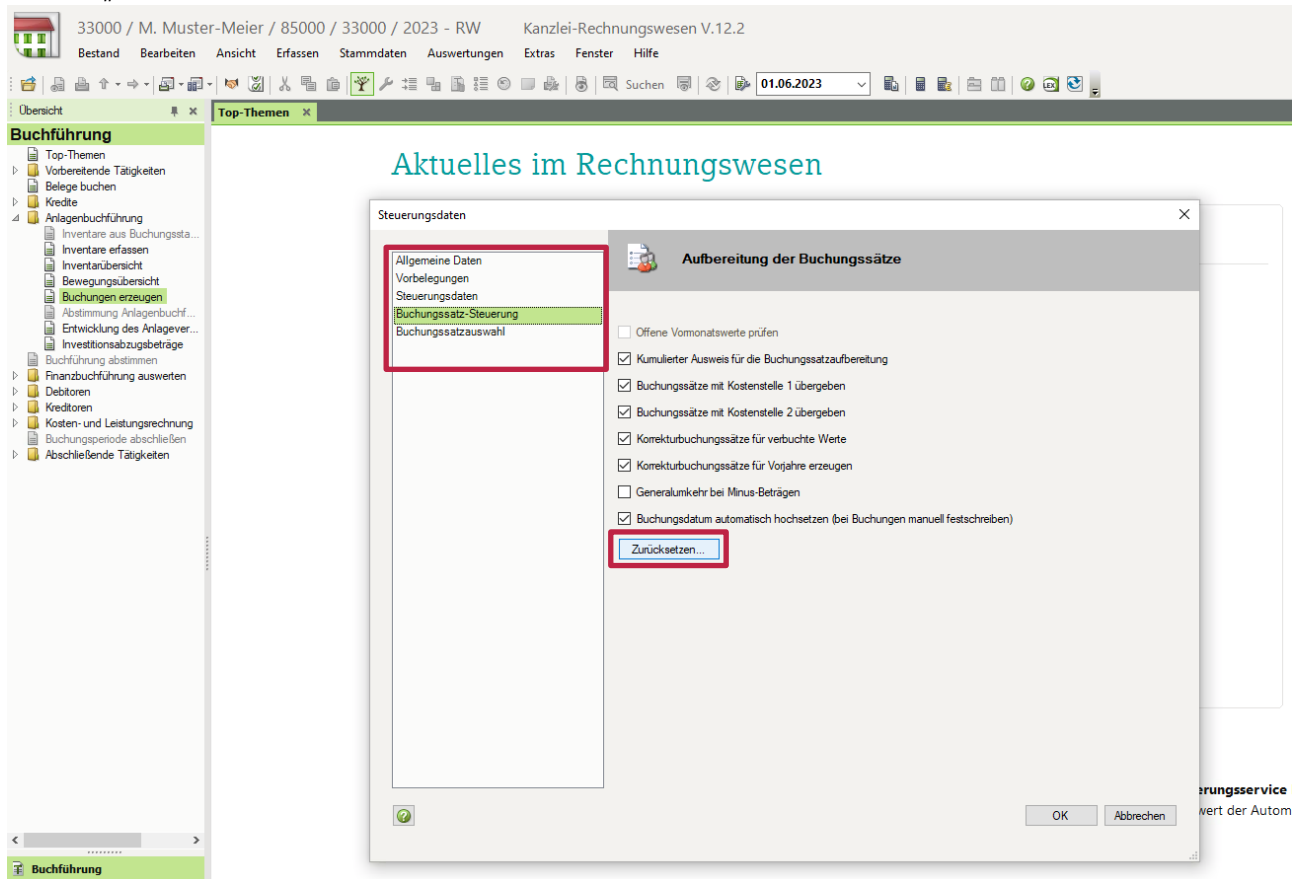 33000 / M. Muster-Meier / 85000 / 33000 / 2023 - RW Kanzlei-Rechnungswesen V.12.2
Bestand Bearbeiten Ansicht Erfassen Stammdaten Auswertungen Extras Fenster Hilfe
Suchen 01.06.2023 LEX
Übersicht
Top-Themen
Buchführung
Top-Themen
Vorbereitende Tätigkeiten
Belege buchen
Kredite
Anlagenbuchführung
Inventare aus Buchungssta...
Inventare erfassen
Inventarübersicht
Bewegungsübersicht
Buchungen erzeugen
Abstimmung Anlagenbuchf...
Entwicklung des Anlagever...
Investitionsabzugsbeträge
Buchführung abstimmen
Finanzbuchführung auswerten
Debitoren
Kreditoren
Kosten- und Leistungsrechnung
Buchungsperiode abschließen
Abschließende Tätigkeiten
Buchführung
Aktuelles im Rechnungswesen
Steuerungsdaten
Allgemeine Daten
Vorbelegungen
Steuerungsdaten
Buchungssatz-Steuerung
Buchungssatzauswahl
Aufbereitung der Buchungssätze
Offene Vormonatswerte prüfen
Kumulierter Ausweis für die Buchungssatzaufbereitung
Buchungssätze mit Kostenstelle 1 übergeben
Buchungssätze mit Kostenstelle 2 übergeben
Korrekturbuchungssätze für verbuchte Werte
Korrekturbuchungssätze für Vorjahre erzeugen
Generalumkehr bei Minus-Beträgen
Buchungsdatum automatisch hochsetzen (bei Buchungen manuell festschreiben)
Zurücksetzen...
OK Abbrechen
erungsservice
wert der Autom